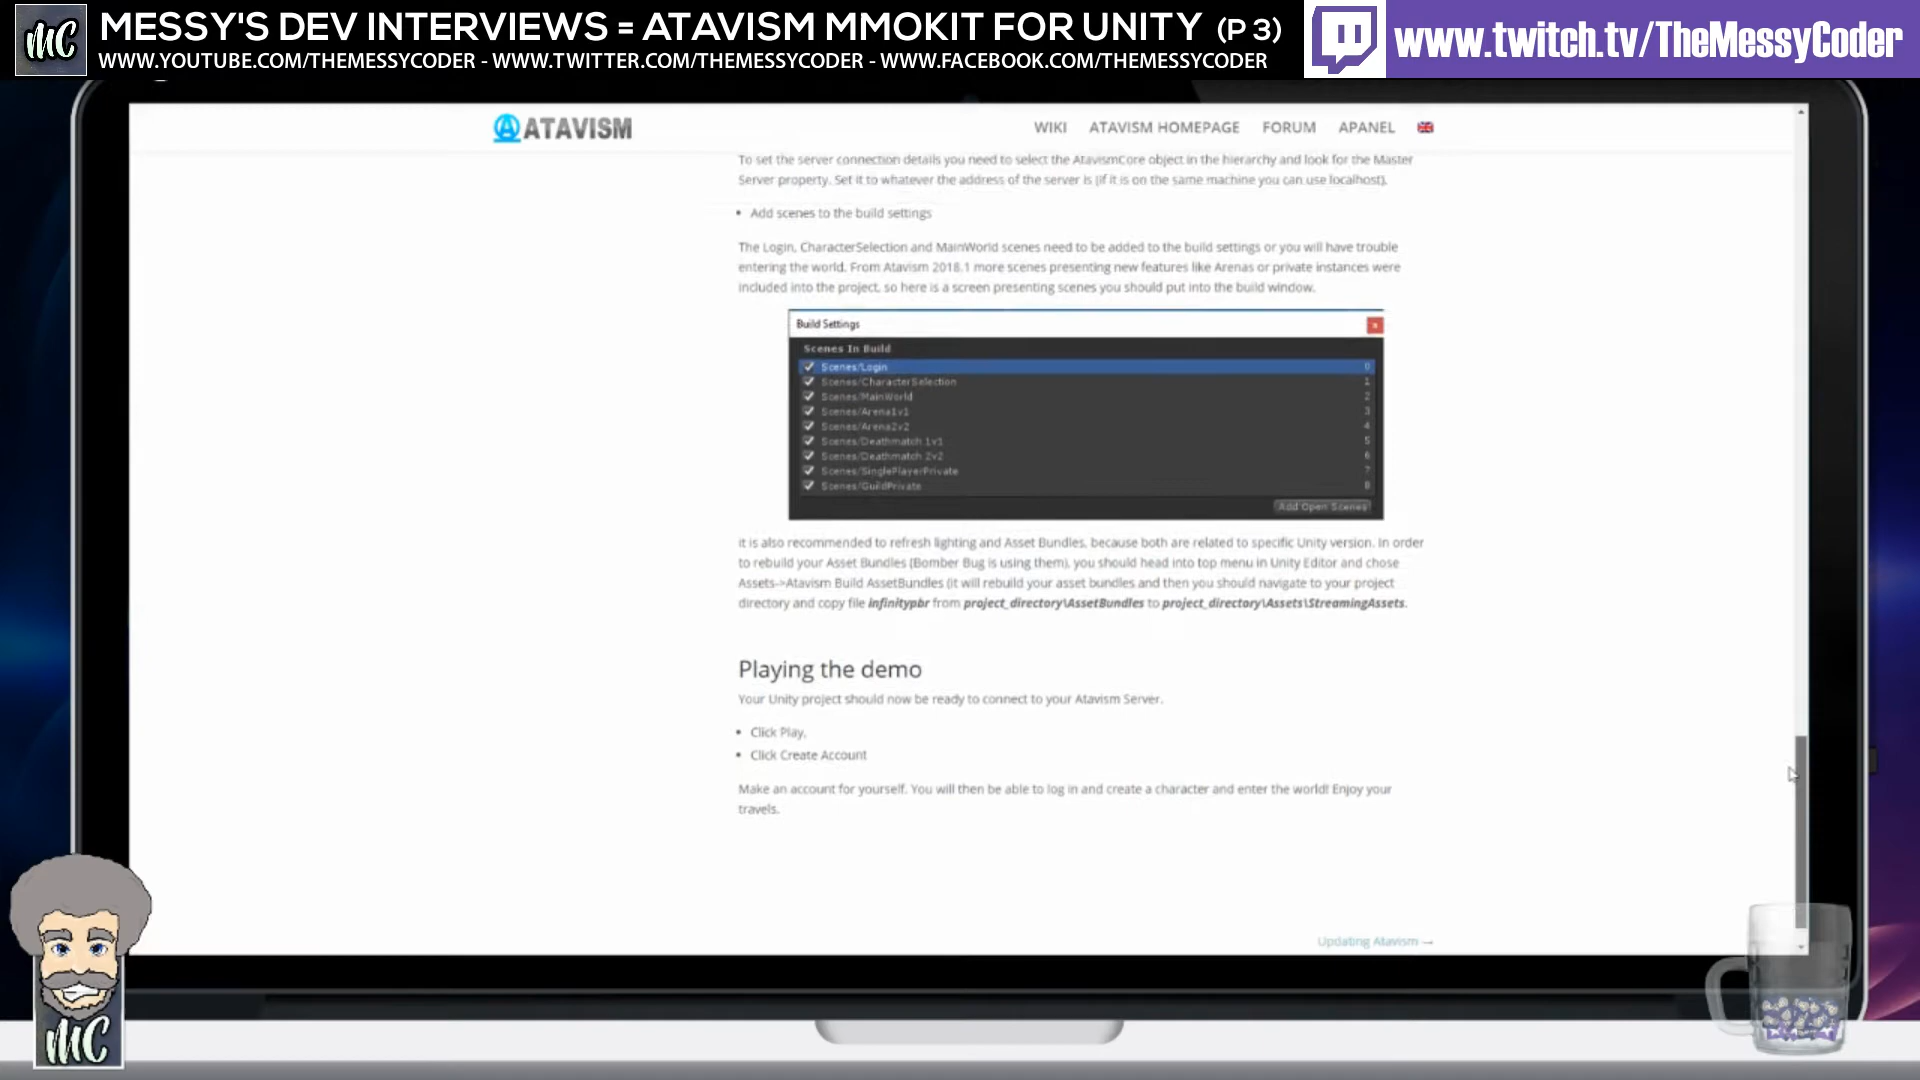 MC
MESSY'S DEV INTERVIEWS = ATAVISM MMOKIT FOR UNITY (P 3)
WWW.YOUTUBE.COM/THEMESSYCODER - WWW.TWITTER.COM/THEMESSYCODER - WWW.FACEBOOK.COM/THEMESSYCODER
www.twitch.tv/TheMessyCoder
ATAVISM
WIKI ATAVISM HOMEPAGE FORUM APANEL
To set the server connection details you need to select the AtavismCore object in the hierarchy and look for the Master
Server property. Set it to whatever the address of the server is (if it is on the same machine you can use localhost).
• Add scenes to the build settings
The Login, CharacterSelection and MainWorld scenes need to be added to the build settings or you will have trouble
entering the world. From Atavism 2018.1 more scenes presenting new features like Arenas or private instances were
included into the project, so here is a screen presenting scenes you should put into the build window.
Build Settings
Scenes In Build
Scenes/Login 0
Scenes/CharacterSelection 1
Scenes/MainWorld 2
Scenes/Arena1v1 3
Scenes/Arena2v2 4
Scenes/Deathmatch 1v1 5
Scenes/Deathmatch 2v2 6
Scenes/SinglePlayerPrivate 7
Scenes/GuildPrivate 8
Add Open Scenes
It is also recommended to refresh lighting and Asset Bundles, because both are related to specific Unity version. In order
to rebuild your Asset Bundles (Bomber Bug is using them), you should head into top menu in Unity Editor and chose
Assets->Atavism Build AssetBundles (it will rebuild your asset bundles and then you should navigate to your project
directory and copy file infinitypbr from project_directory\AssetBundles to project_directory\Assets\StreamingAssets.
Playing the demo
Your Unity project should now be ready to connect to your Atavism Server.
• Click Play,
• Click Create Account
Make an account for yourself. You will then be able to log in and create a character and enter the world! Enjoy your
travels.
Updating Atavism →
MC